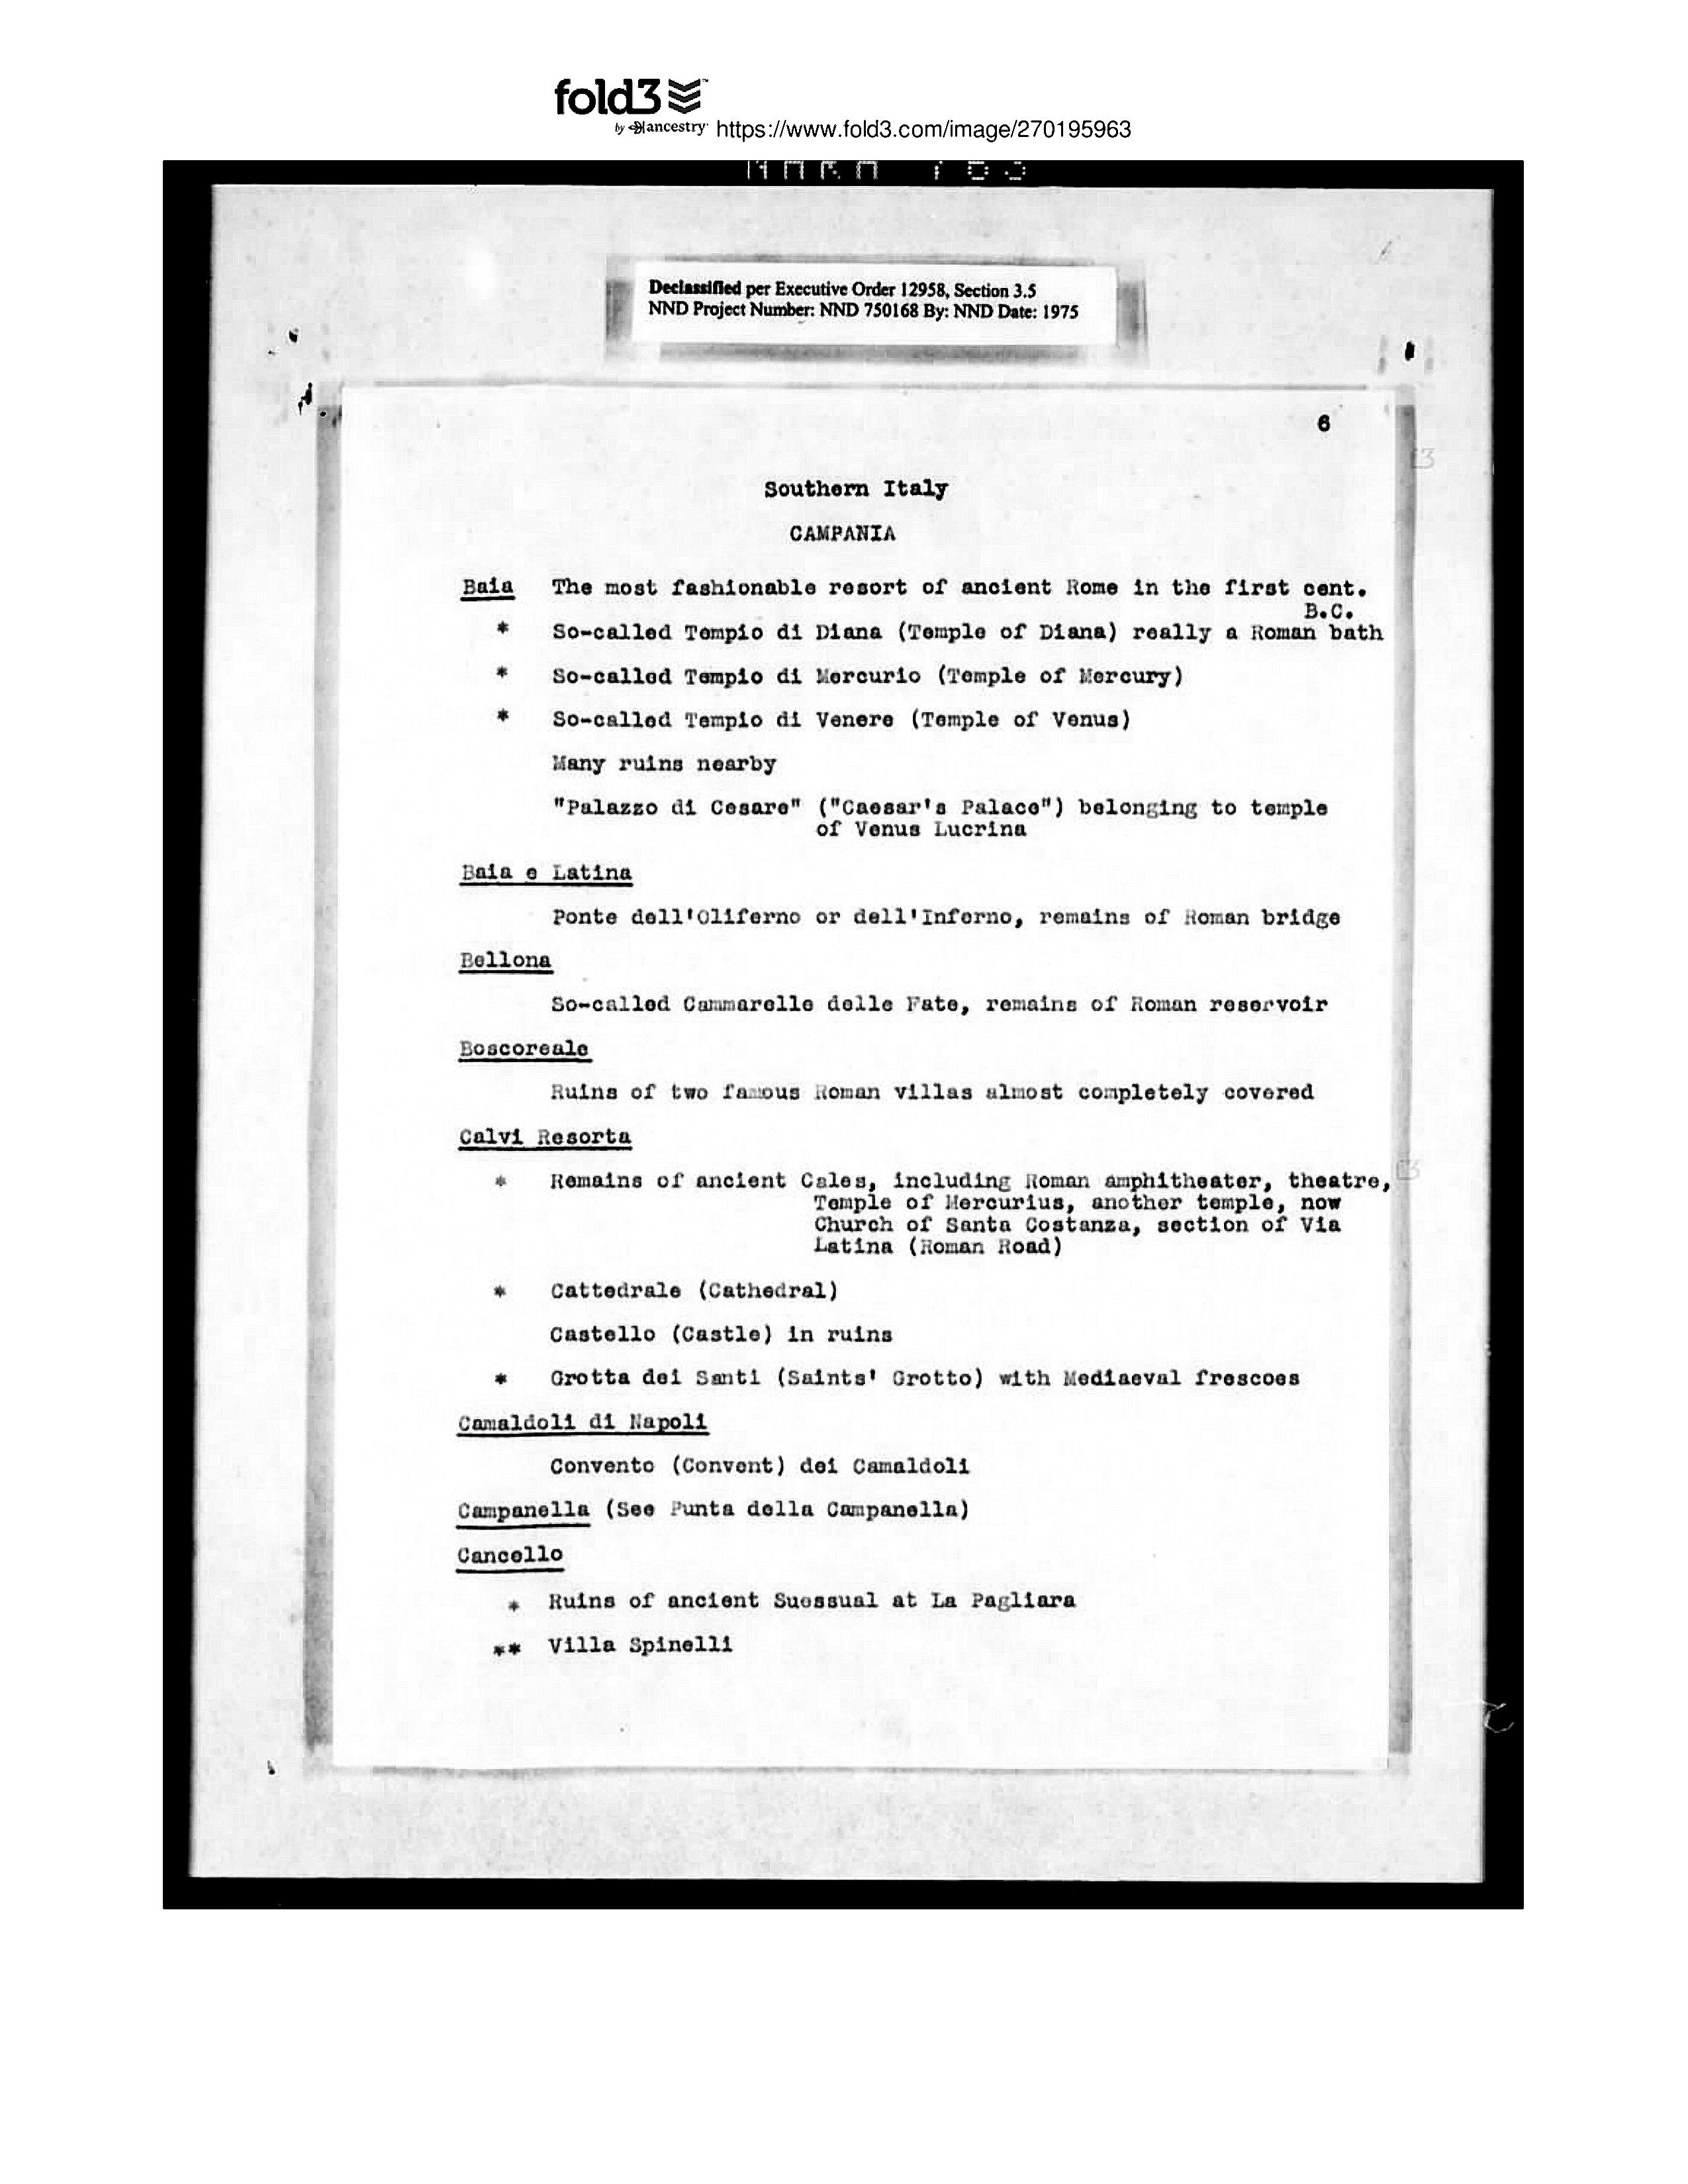 fold3™
by ancestry® https://www.fold3.com/image/270195963
Declassified per Executive Order 12958, Section 3.5
NND Project Number: NND 750168 By: NND Date: 1975
6
Southern Italy
CAMPANIA
Baia The most fashionable resort of ancient Rome in the first cent.
B.C.
* So-called Tempio di Diana (Temple of Diana) really a Roman bath
* So-called Tempio di Mercurio (Temple of Mercury)
* So-called Tempio di Venere (Temple of Venus)
Many ruins nearby
"Palazzo di Cesare" ("Caesar's Palace") belonging to temple
of Venus Lucrina
Baia e Latina
Ponte dell'Oliferno or dell'Inferno, remains of Roman bridge
Bellona
So-called Cammarelle delle Fate, remains of Roman reservoir
Boscoreale
Ruins of two famous Roman villas almost completely covered
Calvi Resorta
* Remains of ancient Cales, including Roman amphitheater, theatre,
Temple of Mercurius, another temple, now
Church of Santa Costanza, section of Via
Latina (Roman Road)
* Cattedrale (Cathedral)
Castello (Castle) in ruins
* Grotta dei Santi (Saints' Grotto) with Mediaeval frescoes
Camaldoli di Napoli
Convento (Convent) dei Camaldoli
Campanella (See Punta della Campanella)
Cancello
* Ruins of ancient Suessual at La Pagliara
** Villa Spinelli